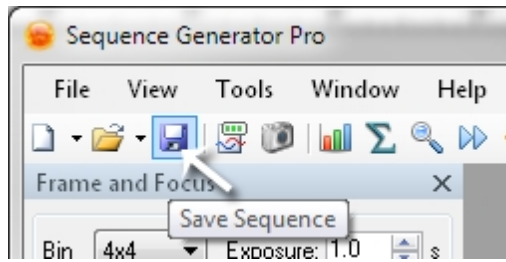 Sequence Generator Pro
File View Tools Window Help
Frame and Focus
Save Sequence
Bin 4x4 Exposure: 1.0 s